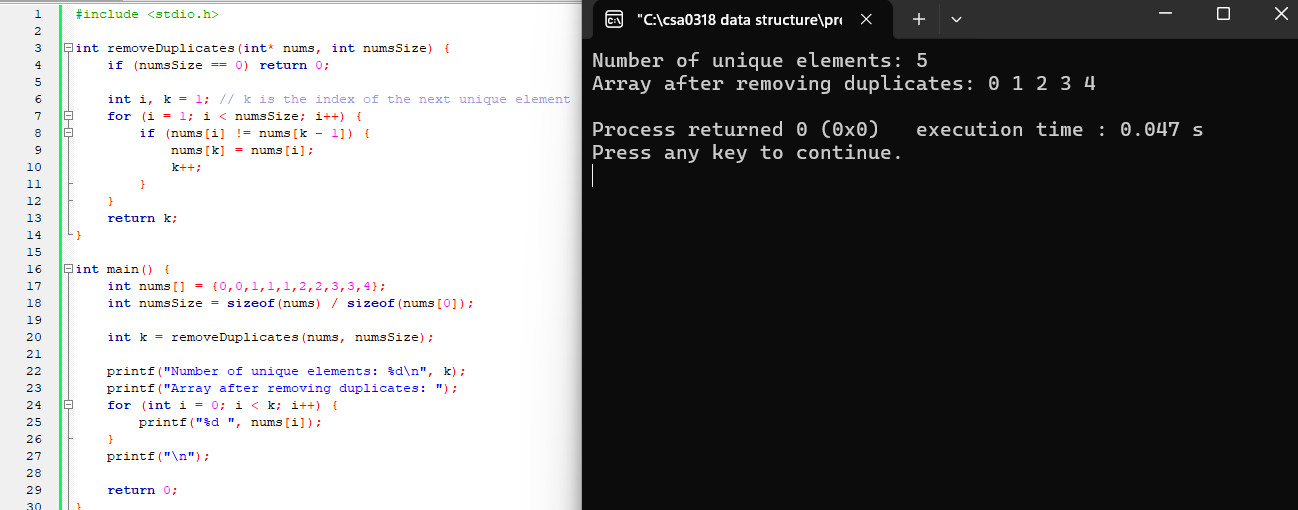 1 #include <stdio.h>
2
3 int removeDuplicates(int* nums, int numsSize) {
4     if (numsSize == 0) return 0;
5
6     int i, k = 1; // k is the index of the next unique element
7     for (i = 1; i < numsSize; i++) {
8         if (nums[i] != nums[k - 1]) {
9             nums[k] = nums[i];
10             k++;
11         }
12     }
13     return k;
14 }
15
16 int main() {
17     int nums[] = {0,0,1,1,1,2,2,3,3,4};
18     int numsSize = sizeof(nums) / sizeof(nums[0]);
19
20     int k = removeDuplicates(nums, numsSize);
21
22     printf("Number of unique elements: %d\n", k);
23     printf("Array after removing duplicates: ");
24     for (int i = 0; i < k; i++) {
25         printf("%d ", nums[i]);
26     }
27     printf("\n");
28
29     return 0;
30 }
"C:\csa0318 data structure\pr
Number of unique elements: 5
Array after removing duplicates: 0 1 2 3 4
Process returned 0 (0x0)   execution time : 0.047 s
Press any key to continue.